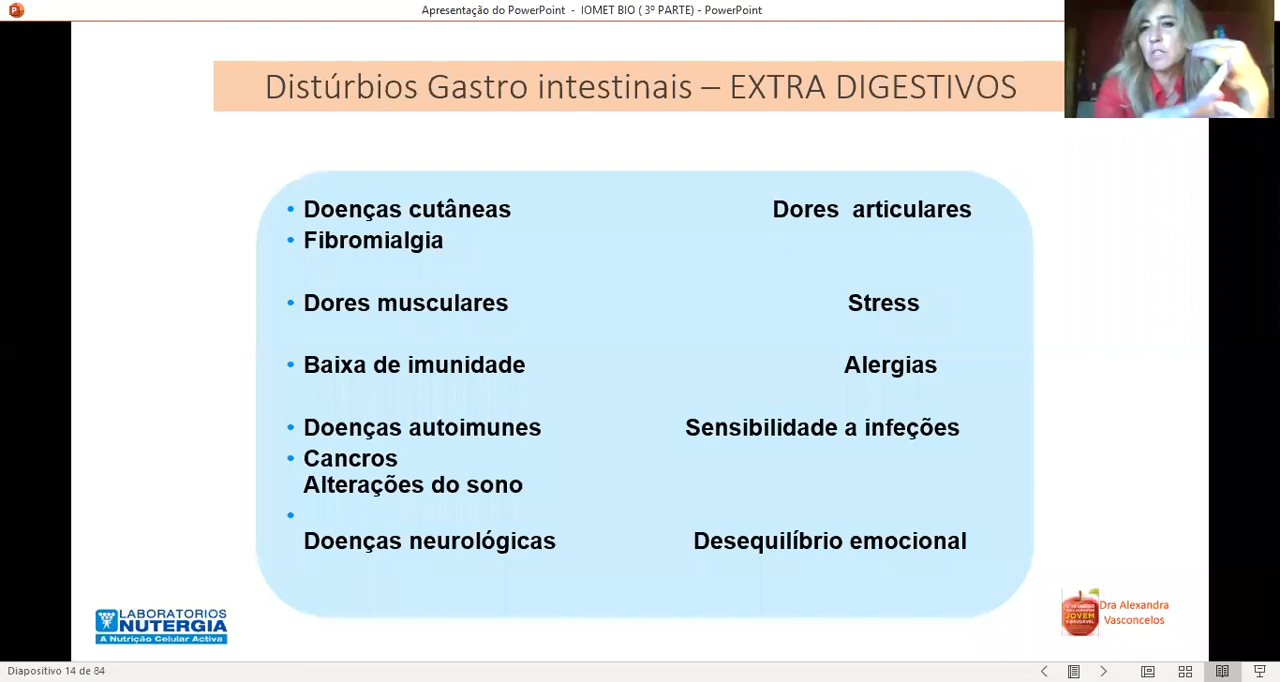 Apresentação do PowerPoint - IOMET BIO ( 3º PARTE) - PowerPoint
Distúrbios Gastro intestinais – EXTRA DIGESTIVOS
• Doenças cutâneas Dores articulares
• Fibromialgia
• Dores musculares Stress
• Baixa de imunidade Alergias
• Doenças autoimunes Sensibilidade a infeções
• Cancros
Alterações do sono
•
Doenças neurológicas Desequilíbrio emocional
LABORATORIOS
NUTERGIA
A Nutrição Celular Activa
JOVEM
Dra Alexandra
Vasconcelos
Diapositivo 14 de 84